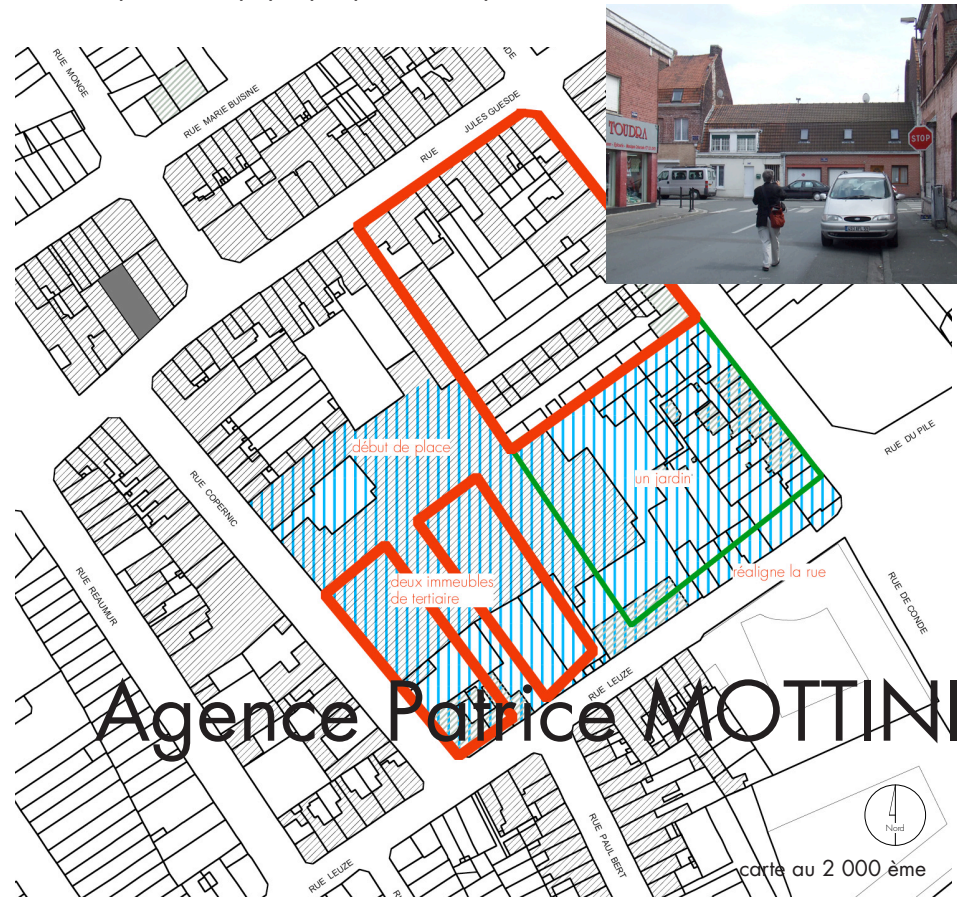 RUE MONGE
RUE MARIE BUISINE
RUE JULES GUESDE
TOUDRA
STOP
RUE COPERNIC
RUE REAUMUR
début de place
un jardin
deux immeubles
de tertiaire
réaligne la rue
RUE DU PILE
RUE DE CONDE
RUE LEUZE
Agence Patrice MOTTINI
RUE PAUL BERT
RUE LEUZE
Nord
carte au 2 000 ème